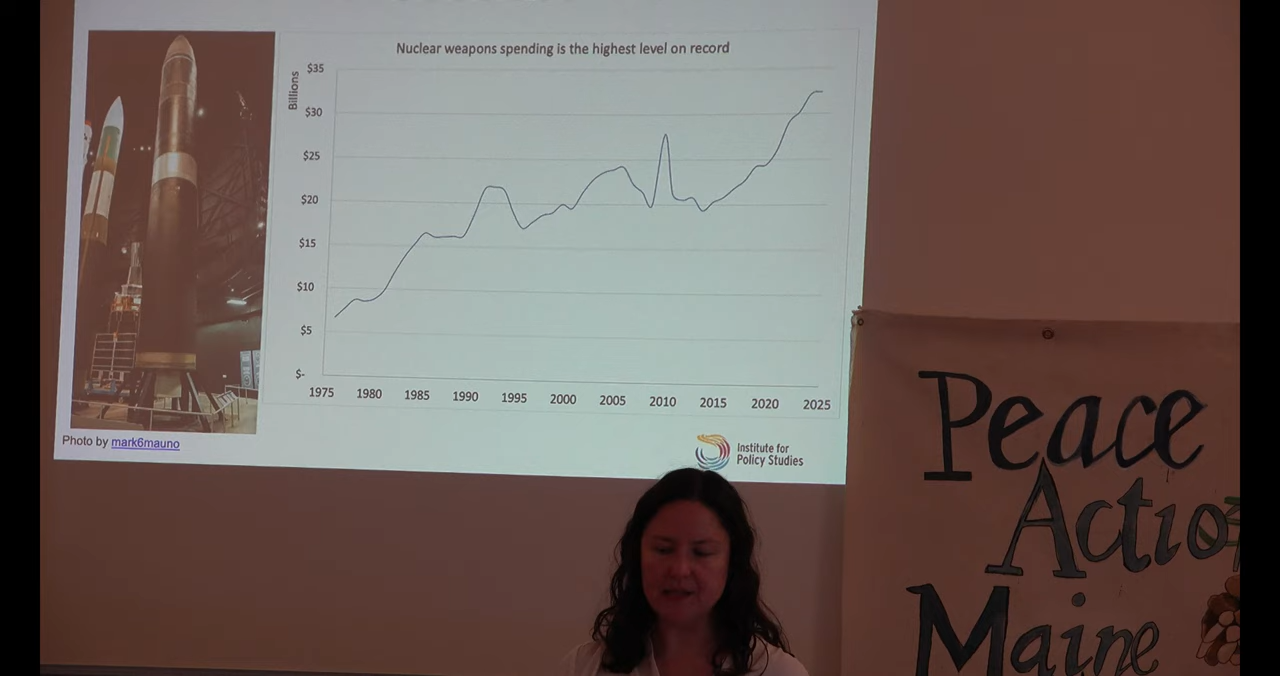 Nuclear weapons spending is the highest level on record
Billions
$35
$30
$25
$20
$15
$10
$5
$-
1975 1980 1985 1990 1995 2000 2005 2010 2015 2020 2025
Photo by mark6mauno
Institute for
Policy Studies
Peace
Action
Maine